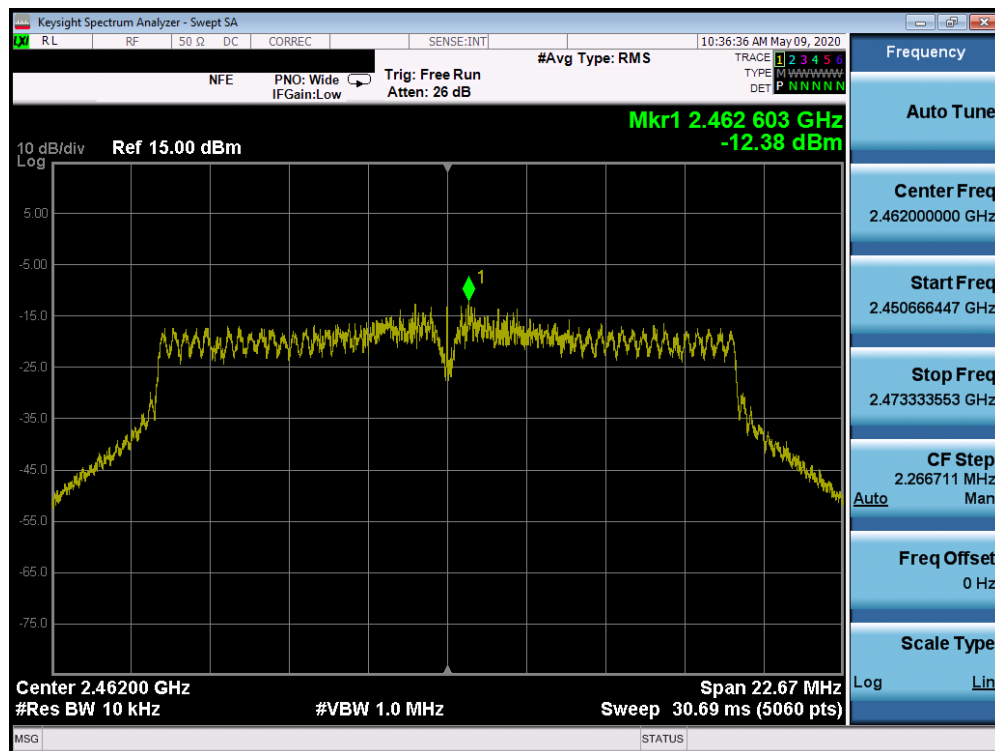 Keysight Spectrum Analyzer - Swept SA
LXI RL RF 50 Ω DC CORREC SENSE:INT 10:36:36 AM May 09, 2020
Frequency
NFE PNO: Wide Trig: Free Run #Avg Type: RMS TRACE 1 2 3 4 5 6
IFGain:Low Atten: 26 dB TYPE M W W W W W
DET P N N N N N
Auto Tune
Mkr1 2.462 603 GHz
-12.38 dBm
10 dB/div Ref 15.00 dBm
Log
1
5.00
-5.00
-15.0
-25.0
-35.0
-45.0
-55.0
-65.0
-75.0
Center Freq
2.462000000 GHz
Start Freq
2.450666447 GHz
Stop Freq
2.473333553 GHz
CF Step
2.266711 MHz
Auto Man
Freq Offset
0 Hz
Scale Type
Log Lin
Center 2.46200 GHz Span 22.67 MHz
#Res BW 10 kHz #VBW 1.0 MHz Sweep 30.69 ms (5060 pts)
MSG STATUS